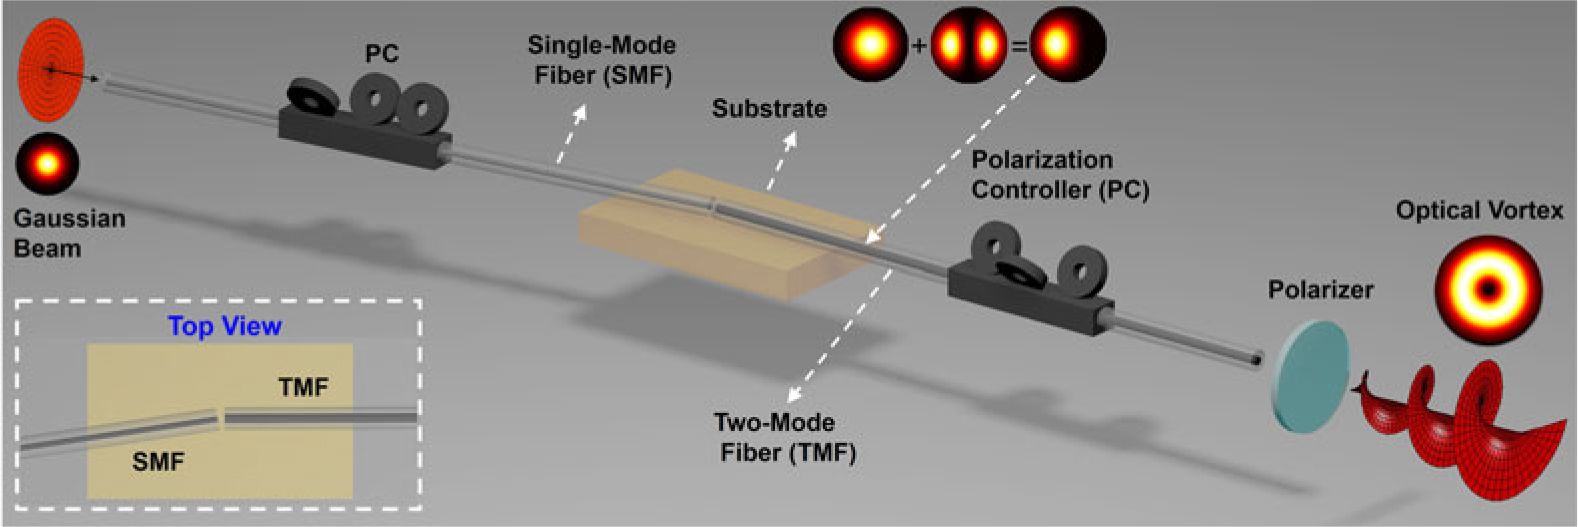 PC
Single-Mode
Fiber (SMF)
+
=
Substrate
Polarization
Controller (PC)
Gaussian
Beam
Optical Vortex
Polarizer
Top View
TMF
SMF
Two-Mode
Fiber (TMF)